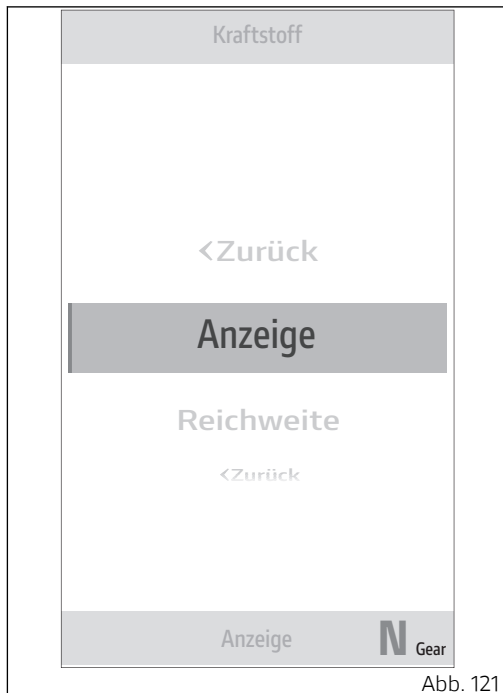 Kraftstoff
<Zurück
Anzeige
Reichweite
<Zurück
Anzeige N Gear
Abb. 121